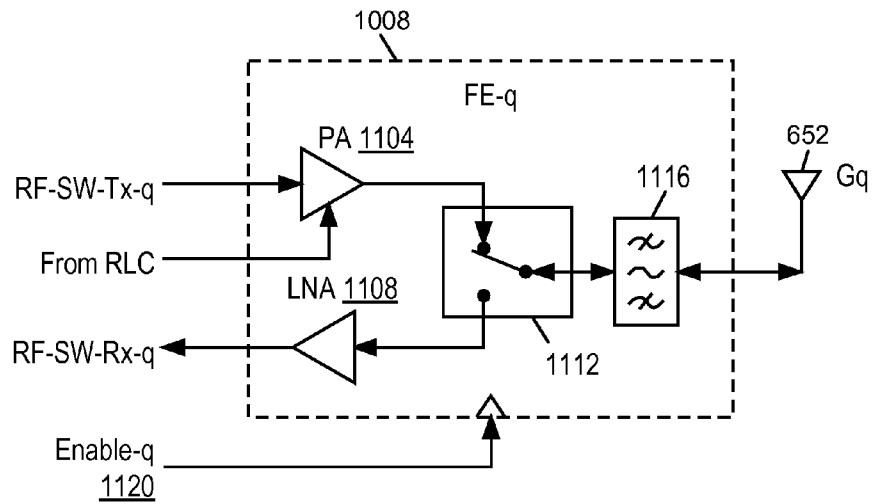 1008
FE-q
PA 1104
652
Gq
1116
RF-SW-Tx-q
From RLC
LNA 1108
RF-SW-Rx-q
1112
Enable-q
1120